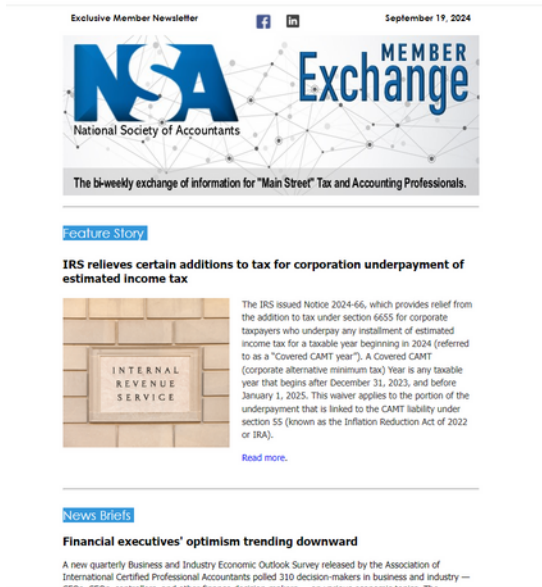 Exclusive Member Newsletter
September 19, 2024
NSA
National Society of Accountants
MEMBER
Exchange
The bi-weekly exchange of information for "Main Street" Tax and Accounting Professionals.
Feature Story
IRS relieves certain additions to tax for corporation underpayment of
estimated income tax
INTERNAL
REVENUE
SERVICE
The IRS issued Notice 2024-66, which provides relief from
the addition to tax under section 6655 for corporate
taxpayers who underpay any installment of estimated
income tax for a taxable year beginning in 2024 (referred
to as a "Covered CAMT year"). A Covered CAMT
(corporate alternative minimum tax) Year is any taxable
year that begins after December 31, 2023, and before
January 1, 2025. This waiver applies to the portion of the
underpayment that is linked to the CAMT liability under
section 55 (known as the Inflation Reduction Act of 2022
or IRA).
Read more.
News Briefs
Financial executives' optimism trending downward
A new quarterly Business and Industry Economic Outlook Survey released by the Association of
International Certified Professional Accountants polled 310 decision-makers in business and industry —